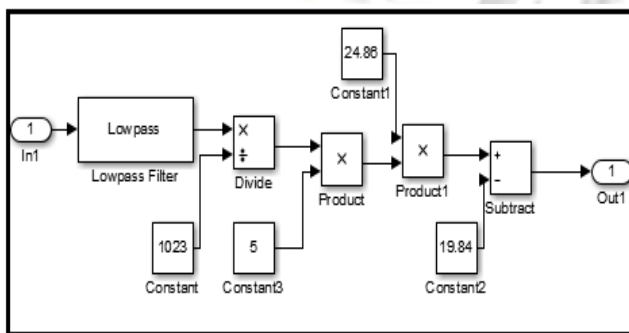 24.86
Constant1
1
In1
Lowpass
Lowpass Filter
×
÷
Divide
×
Product
×
Product1
+
−
Subtract
1
Out1
1023
Constant
5
Constant3
19.84
Constant2